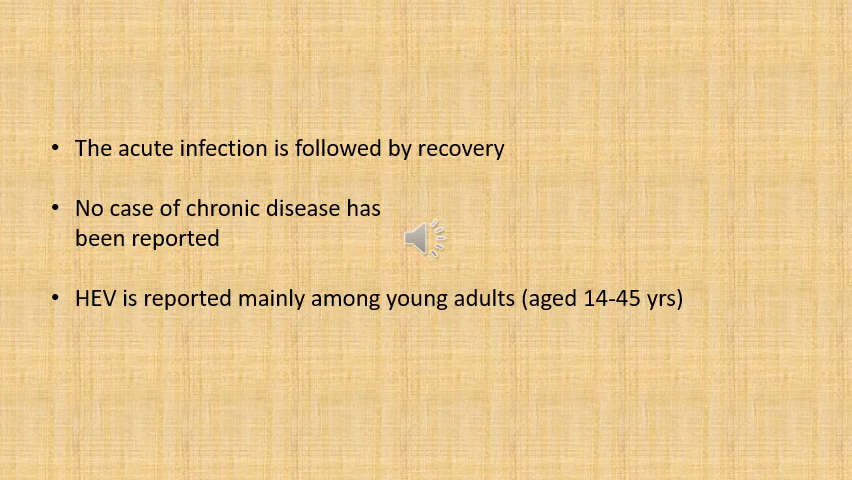 • The acute infection is followed by recovery
• No case of chronic disease has
been reported
• HEV is reported mainly among young adults (aged 14-45 yrs)